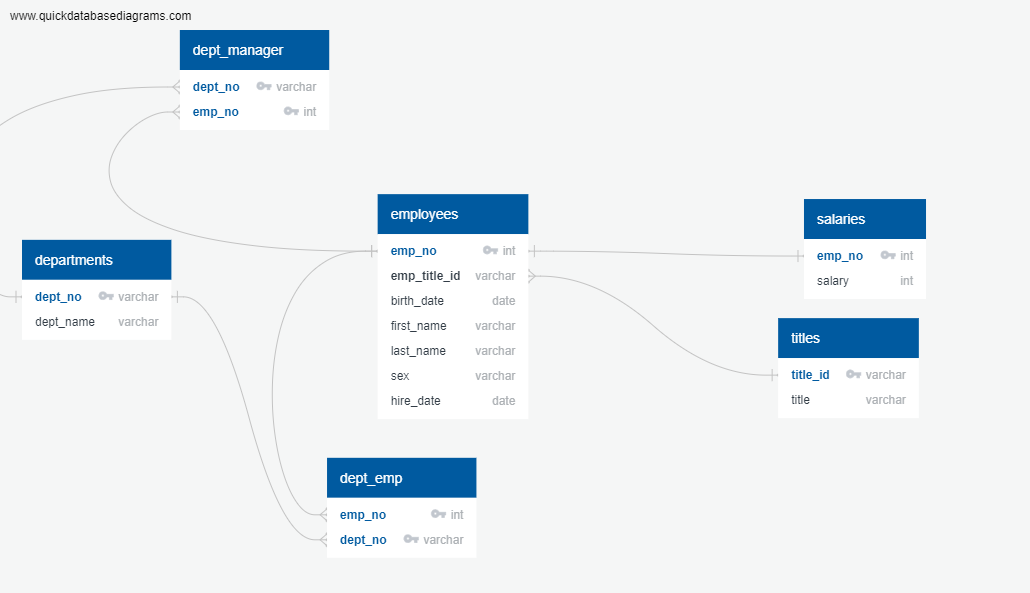 www.quickdatabasediagrams.com
dept_manager
dept_no varchar
emp_no int
employees
emp_no int
emp_title_id varchar
birth_date date
first_name varchar
last_name varchar
sex varchar
hire_date date
salaries
emp_no int
salary int
departments
dept_no varchar
dept_name varchar
titles
title_id varchar
title varchar
dept_emp
emp_no int
dept_no varchar